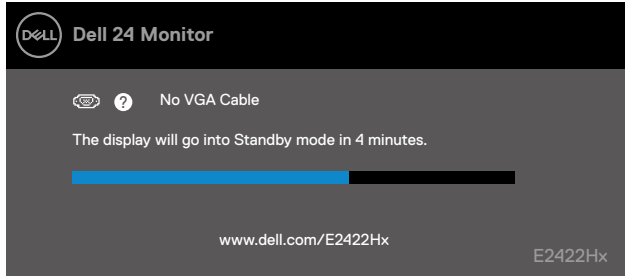 DELL
Dell 24 Monitor
? No VGA Cable
The display will go into Standby mode in 4 minutes.
www.dell.com/E2422Hx
E2422Hx